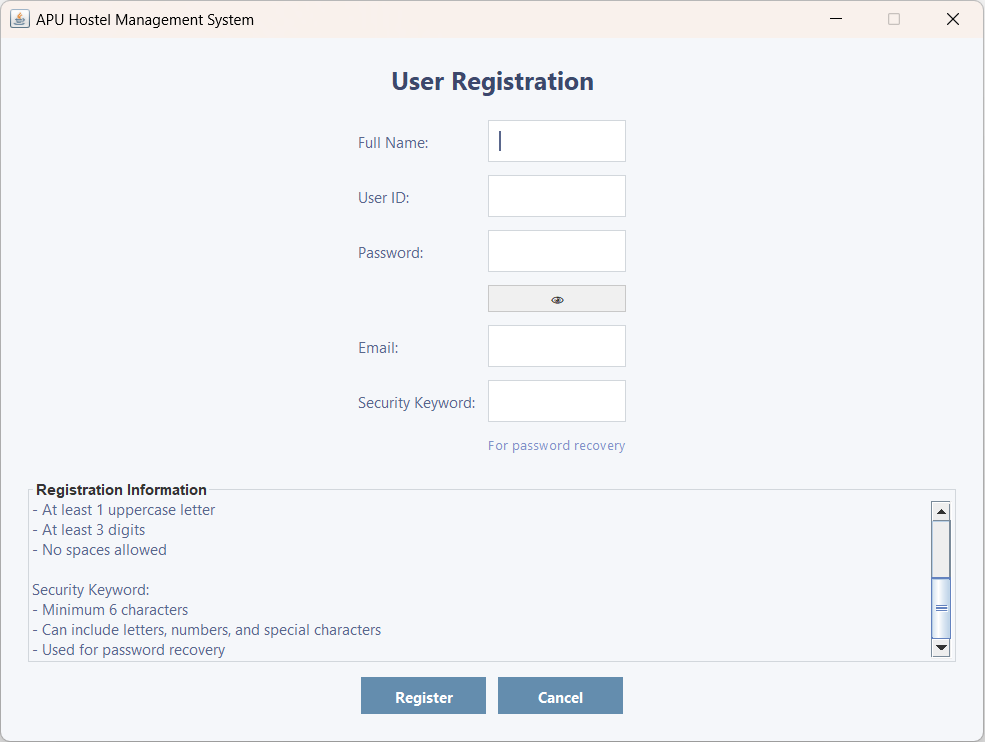 APU Hostel Management System
User Registration
Full Name:
User ID:
Password:
Email:
Security Keyword:
For password recovery
Registration Information
- At least 1 uppercase letter
- At least 3 digits
- No spaces allowed
Security Keyword:
- Minimum 6 characters
- Can include letters, numbers, and special characters
- Used for password recovery
Register
Cancel